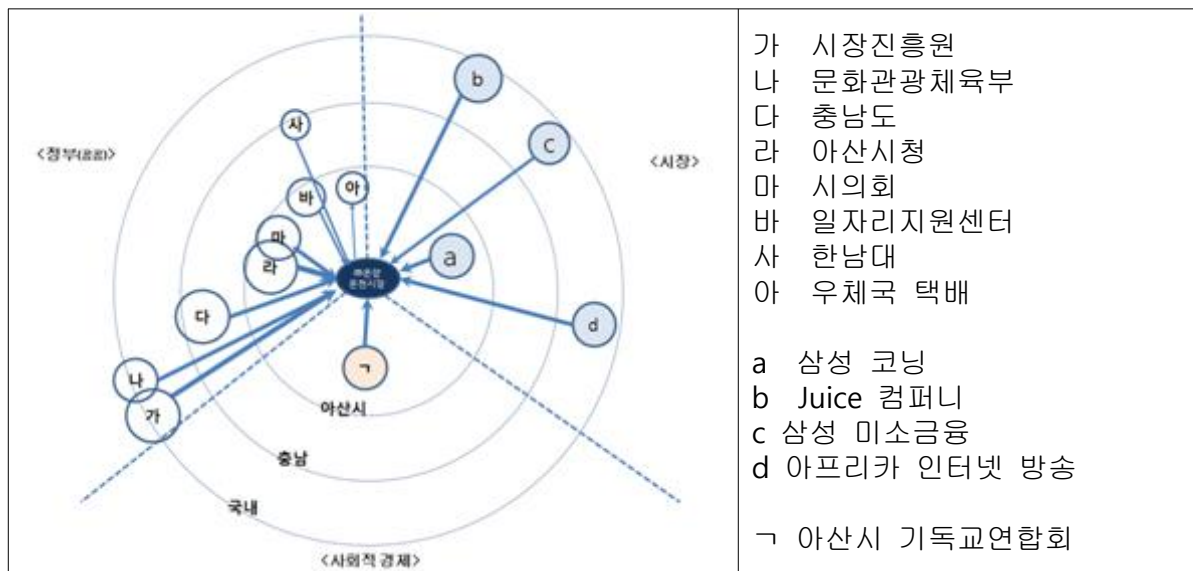 b
사
c
<정부(공공)>
<시장>
바
아
마
a
라
온천시장
다
d
ㄱ
나
가
아산시
충남
국내
<사회적 경제>
가 시장진흥원
나 문화관광체육부
다 충남도
라 아산시청
마 시의회
바 일자리지원센터
사 한남대
아 우체국 택배
a 삼성 코닝
b Juice 컴퍼니
c 삼성 미소금융
d 아프리카 인터넷 방송
ㄱ 아산시 기독교연합회